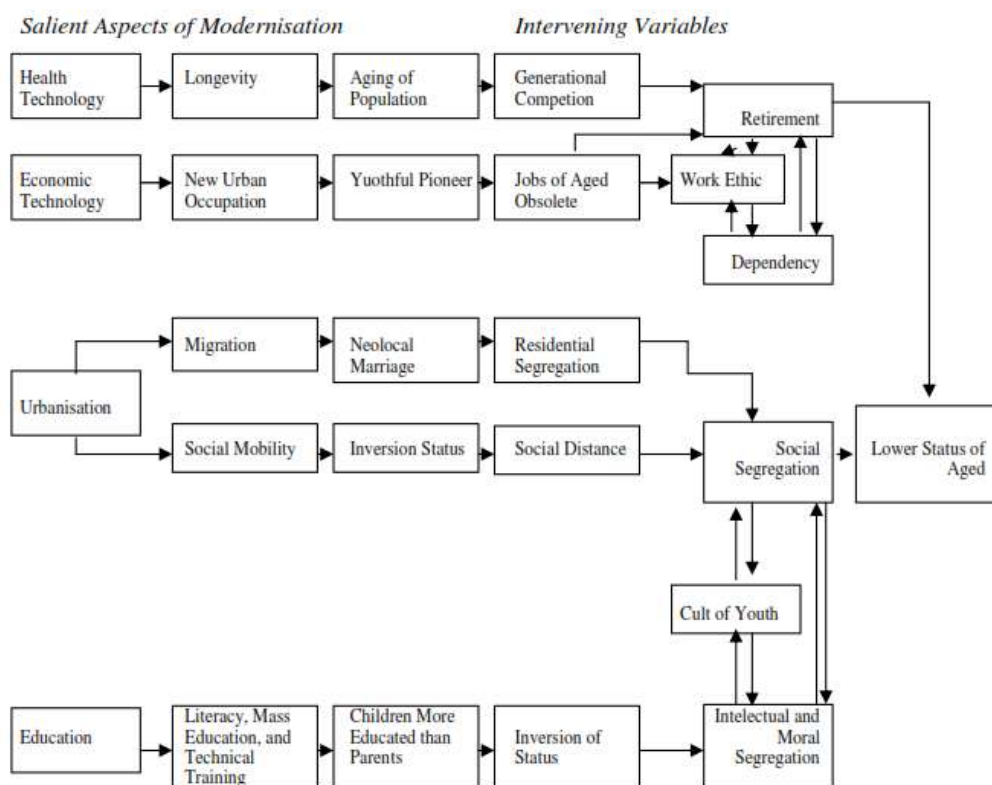 Salient Aspects of Modernisation
Intervening Variables
Health
Technology
Longevity
Aging of
Population
Generational
Competion
Retirement
Economic
Technology
New Urban
Occupation
Yuothful Pioneer
Jobs of Aged
Obsolete
Work Ethic
Dependency
Urbanisation
Migration
Neolocal
Marriage
Residential
Segregation
Social Mobility
Inversion Status
Social Distance
Social
Segregation
Lower Status of
Aged
Cult of Youth
Education
Literacy, Mass
Education, and
Technical
Training
Children More
Educated than
Parents
Inversion of
Status
Intelectual and
Moral
Segregation